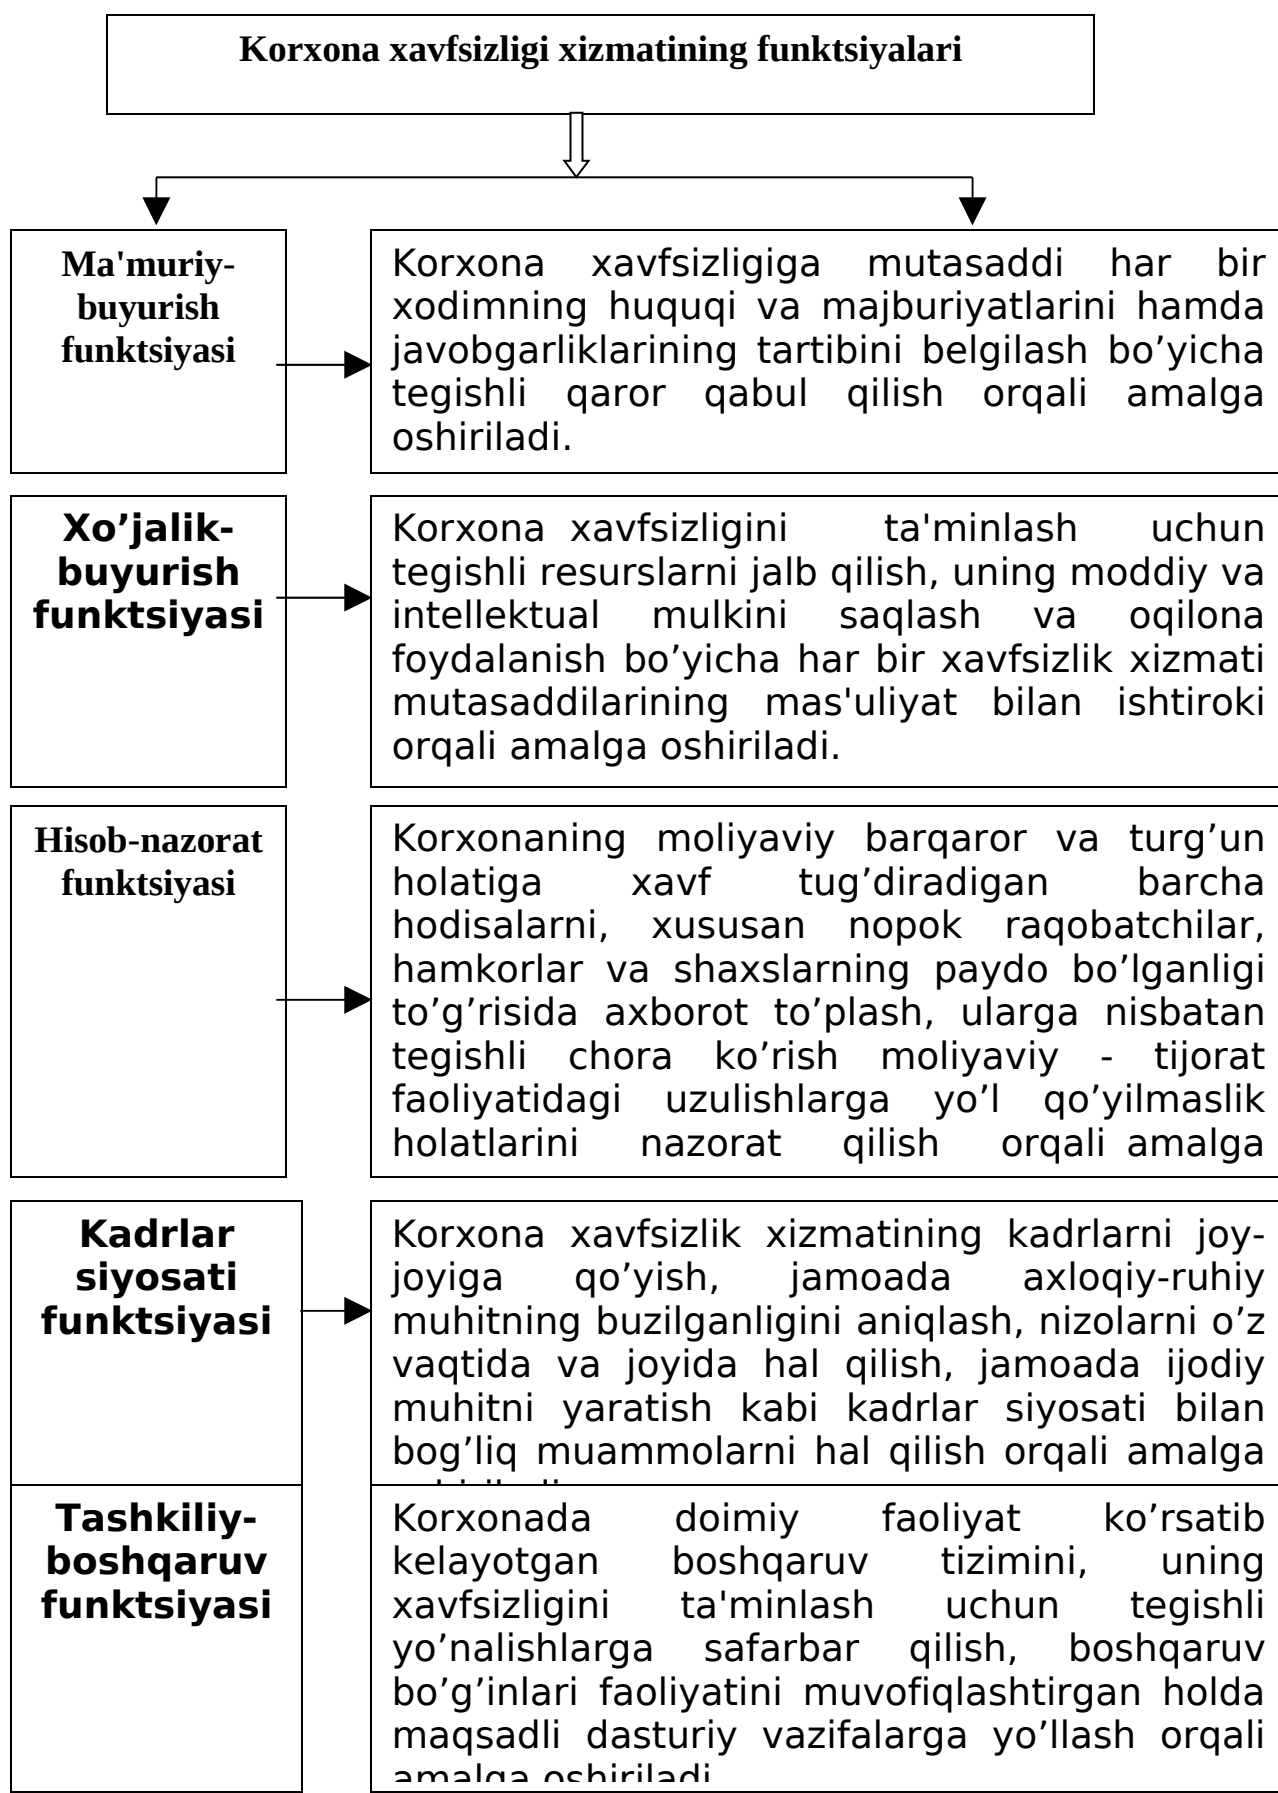 Korxona xavfsizligi xizmatining funktsiyalari
Ma'muriy-
buyurish
funktsiyasi
Korxona xavfsizligiga mutasaddi har bir
xodimning huquqi va majburiyatlarini hamda
javobgarliklarining tartibini belgilash bo’yicha
tegishli qaror qabul qilish orqali amalga
oshiriladi.
Xo’jalik-
buyurish
funktsiyasi
Korxona xavfsizligini ta'minlash uchun
tegishli resurslarni jalb qilish, uning moddiy va
intellektual mulkini saqlash va oqilona
foydalanish bo’yicha har bir xavfsizlik xizmati
mutasaddilarining mas'uliyat bilan ishtiroki
orqali amalga oshiriladi.
Hisob-nazorat
funktsiyasi
Korxonaning moliyaviy barqaror va turg’un
holatiga xavf tug’diradigan barcha
hodisalarni, xususan nopok raqobatchilar,
hamkorlar va shaxslarning paydo bo’lganligi
to’g’risida axborot to’plash, ularga nisbatan
tegishli chora ko’rish moliyaviy - tijorat
faoliyatidagi uzulishlarga yo’l qo’yilmaslik
holatlarini nazorat qilish orqali amalga
Kadrlar
siyosati
funktsiyasi
Korxona xavfsizlik xizmatining kadrlarni joy-
joyiga qo’yish, jamoada axloqiy-ruhiy
muhitning buzilganligini aniqlash, nizolarni o’z
vaqtida va joyida hal qilish, jamoada ijodiy
muhitni yaratish kabi kadrlar siyosati bilan
bog’liq muammolarni hal qilish orqali amalga
Tashkiliy-
boshqaruv
funktsiyasi
Korxonada doimiy faoliyat ko’rsatib
kelayotgan boshqaruv tizimini, uning
xavfsizligini ta'minlash uchun tegishli
yo’nalishlarga safarbar qilish, boshqaruv
bo’g’inlari faoliyatini muvofiqlashtirgan holda
maqsadli dasturiy vazifalarga yo’llash orqali
amalga oshiriladi